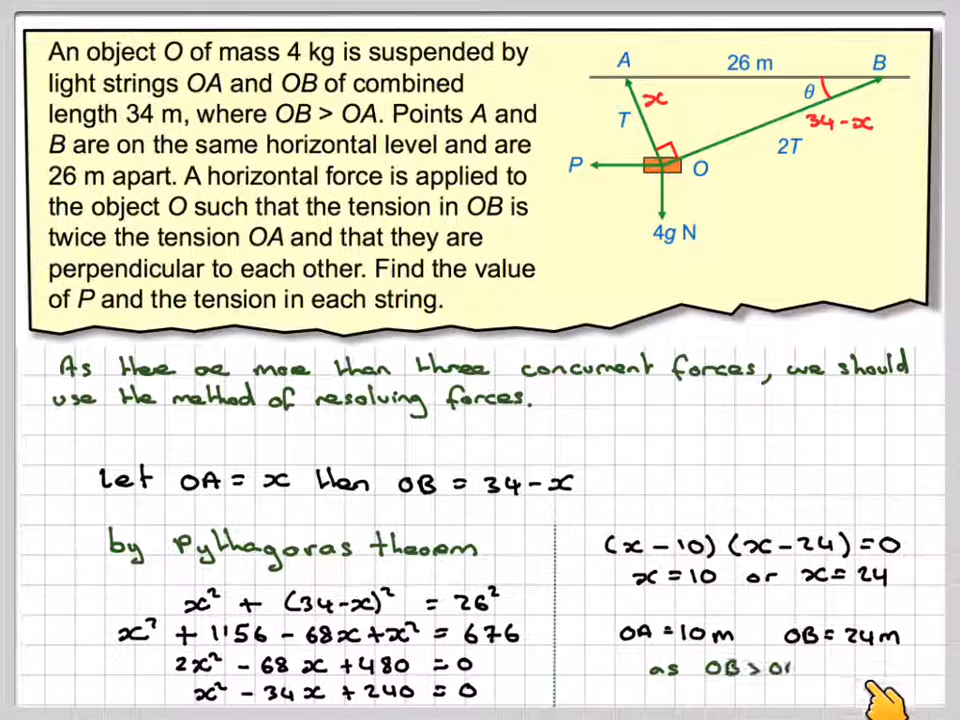 An object O of mass 4 kg is suspended by
light strings OA and OB of combined
length 34 m, where OB > OA. Points A and
B are on the same horizontal level and are
26 m apart. A horizontal force is applied to
the object O such that the tension in OB is
twice the tension OA and that they are
perpendicular to each other. Find the value
of P and the tension in each string.
A 26 m B
x θ
T 34-x
2T
P O
4g N
As there are more than three concurrent forces, we should
use the method of resolving forces.
Let OA = x then OB = 34-x
by Pythagoras theorem
x² + (34-x)² = 26²
x² + 1156 - 68x + x² = 676
2x² - 68x + 480 = 0
x² - 34x + 240 = 0
(x-10)(x-24)=0
x=10 or x=24
OA = 10m OB = 24m
as OB > O